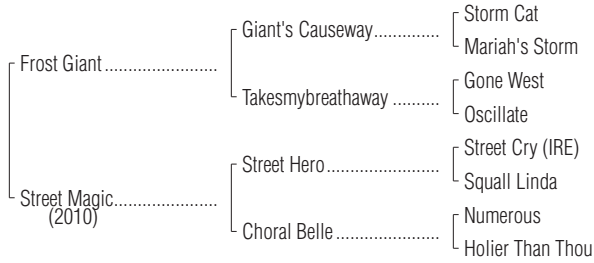 Storm Cat
Giant's Causeway..............
Mariah's Storm
Frost Giant........................
Gone West
Takesmybreathaway ..........
Oscillate
Street Cry (IRE)
Street Hero........................
Squall Linda
Street Magic......................
(2010)
Numerous
Choral Belle ......................
Holier Than Thou